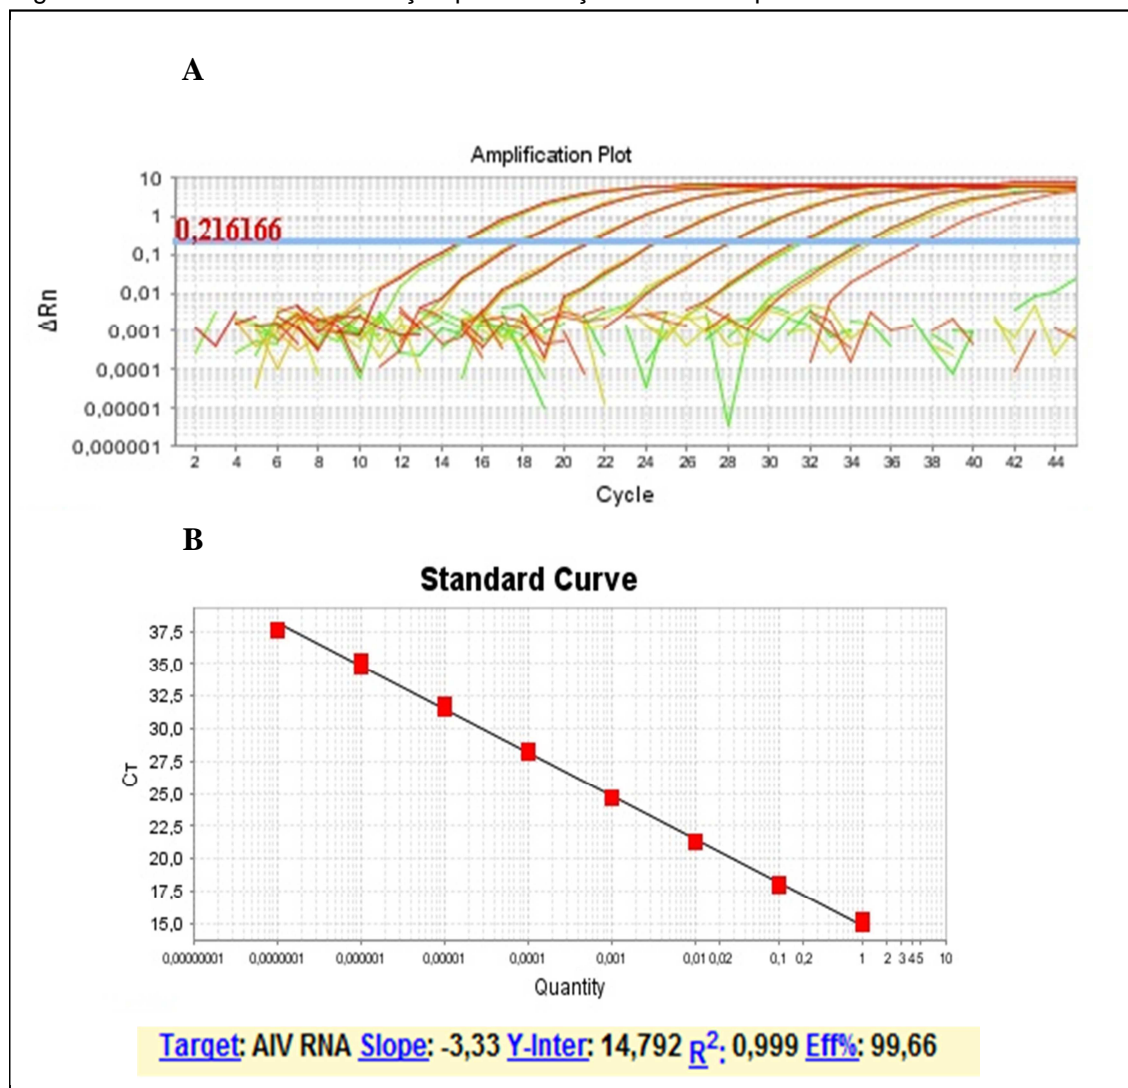 A
Amplification Plot
10
1
0,216166
0,1
0,01
0,001
0,0001
0,00001
0,000001
ΔRn
2 4 6 8 10 12 14 16 18 20 22 24 26 28 30 32 34 36 38 40 42 44
Cycle
B
Standard Curve
37,5
35,0
32,5
30,0
27,5
25,0
22,5
20,0
17,5
15,0
CT
0,00000001 0,0000001 0,000001 0,00001 0,0001 0,001 0,01 0,02 0,1 0,2 1 2 3 4 5 10
Quantity
Target: AIV RNA Slope: -3,33 Y-Inter: 14,792 R²: 0,999 Eff%: 99,66